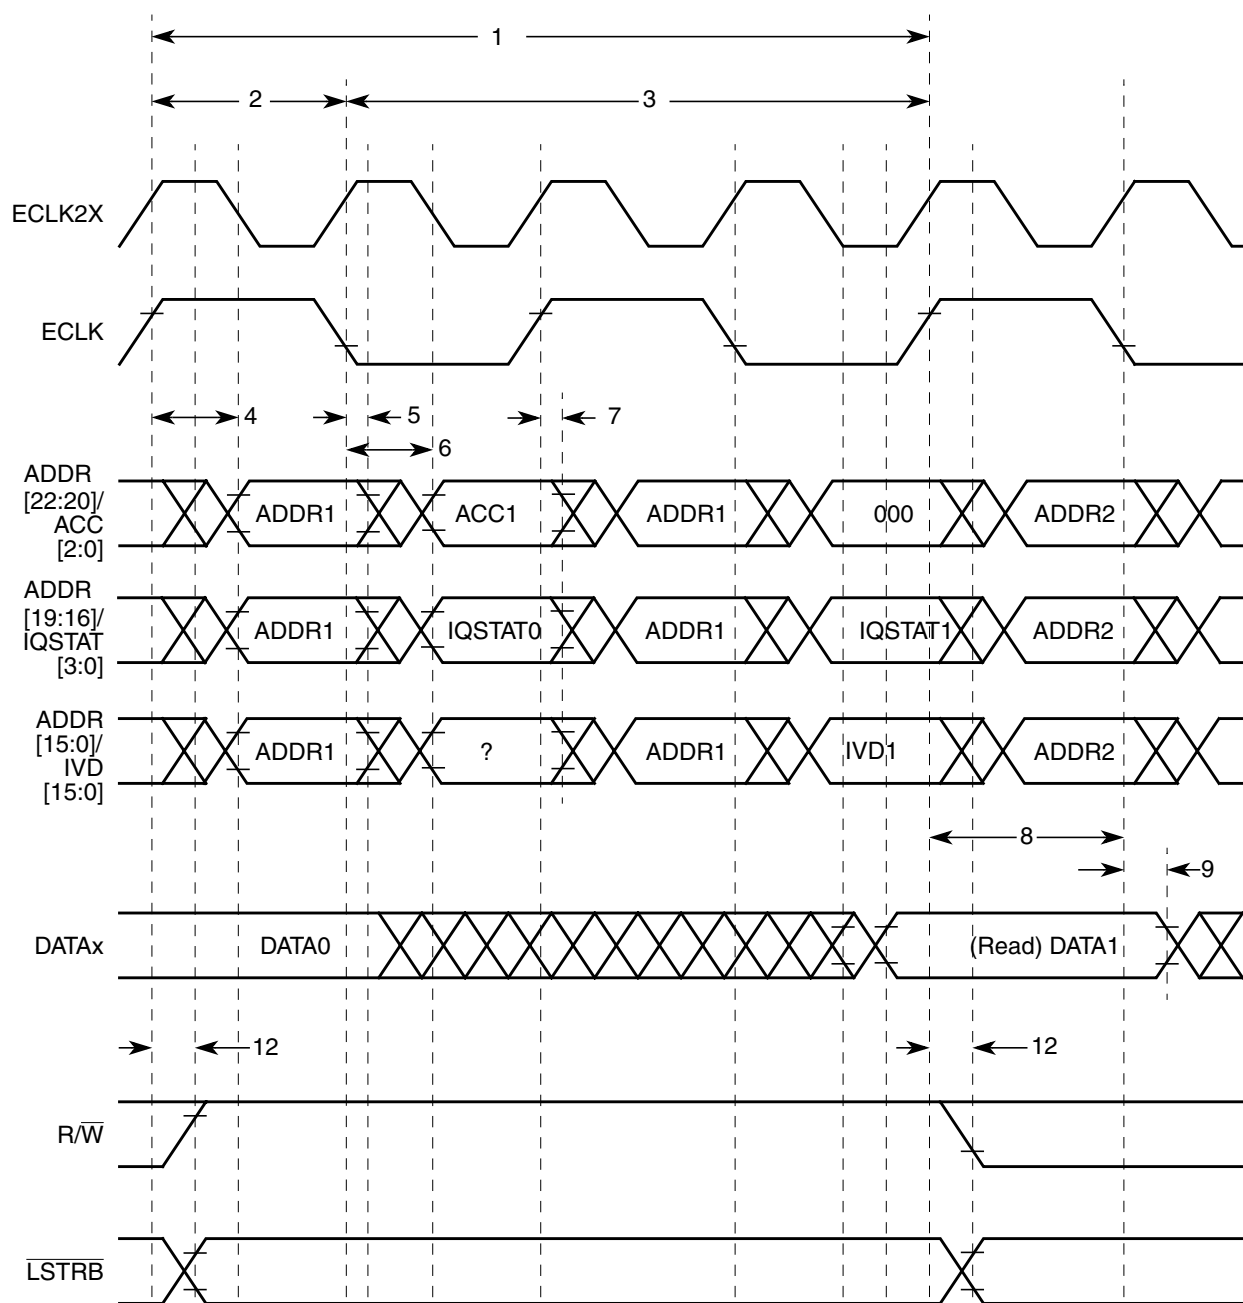 1
2 3
ECLK2X
ECLK
4 5 7
6
ADDR
[22:20]/
ACC
[2:0]
ADDR1 ACC1 ADDR1 000 ADDR2
ADDR
[19:16]/
IQSTAT
[3:0]
ADDR1 IQSTAT0 ADDR1 IQSTAT1 ADDR2
ADDR
[15:0]/
IVD
[15:0]
ADDR1 ? ADDR1 IVD1 ADDR2
8
9
DATAx DATA0 (Read) DATA1
12 12
R/W
LSTRB